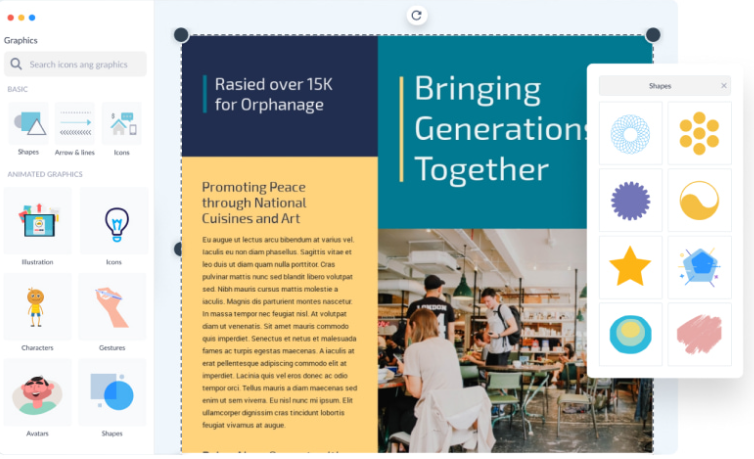 Graphics
Search icons ang graphics
BASIC
Shapes
Arrow & lines
Icons
ANIMATED GRAPHICS
Illustration
Icons
Characters
Gestures
Avatars
Shapes
Rasied over 15K
for Orphanage
Promoting Peace
through National
Cuisines and Art
Eu augue ut lectus arcu bibendum at varius vel.
Iaculis eu non diam phasellus. Sagittis vitae et
leo duis ut diam quam nulla porttitor. Cras
pulvinar mattis nunc sed blandit libero volutpat
sed. Nibh mauris cursus mattis molestie a
iaculis. Magnis dis parturient montes nascetur.
In massa tempor nec feugiat nisl. At volutpat
diam ut venenatis. Sit amet mauris commodo
quis imperdiet. Senectus et netus et malesuada
fames ac turpis egestas maecenas. A iaculis at
erat pellentesque adipiscing commodo elit at
imperdiet. Lacinia quis vel eros donec ac odio
tempor orci. Tellus mauris a diam maecenas sed
enim ut sem viverra. Eu nisl nunc mi ipsum. Elit
ullamcorper dignissim cras tincidunt lobortis
feugiat vivamus at augue.
Bringing
Generations
Together
LONDON
Shapes